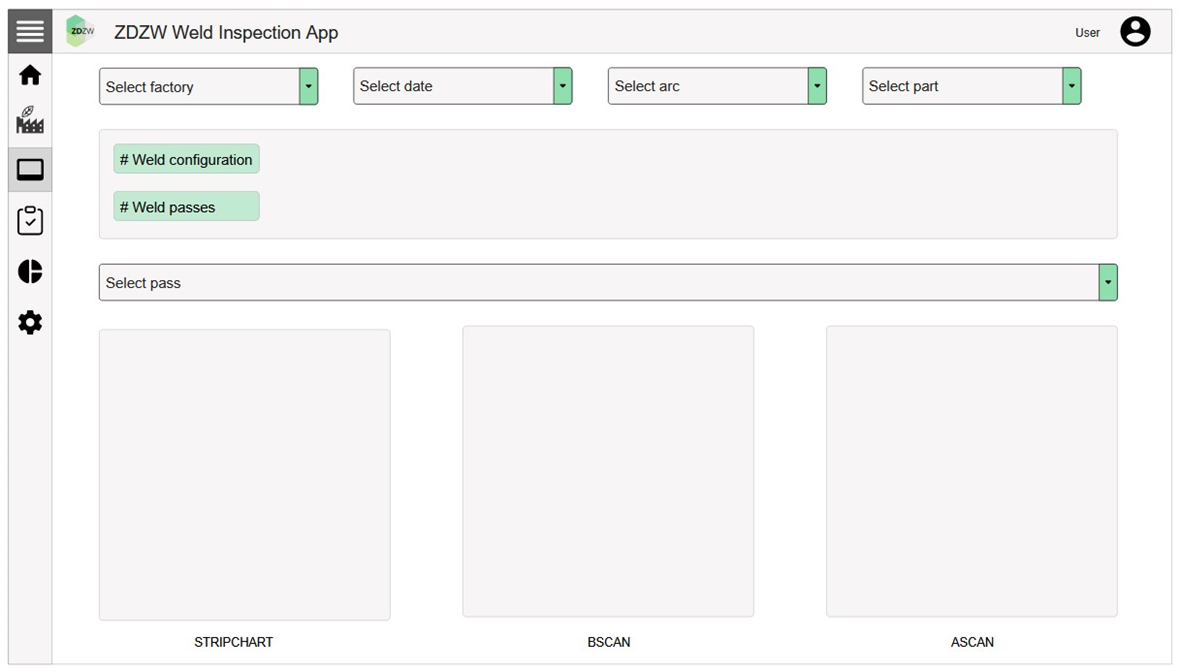 ZDZW ZDZW Weld Inspection App User
Select factory Select date Select arc Select part
# Weld configuration
# Weld passes
Select pass
STRIPCHART BSCAN ASCAN